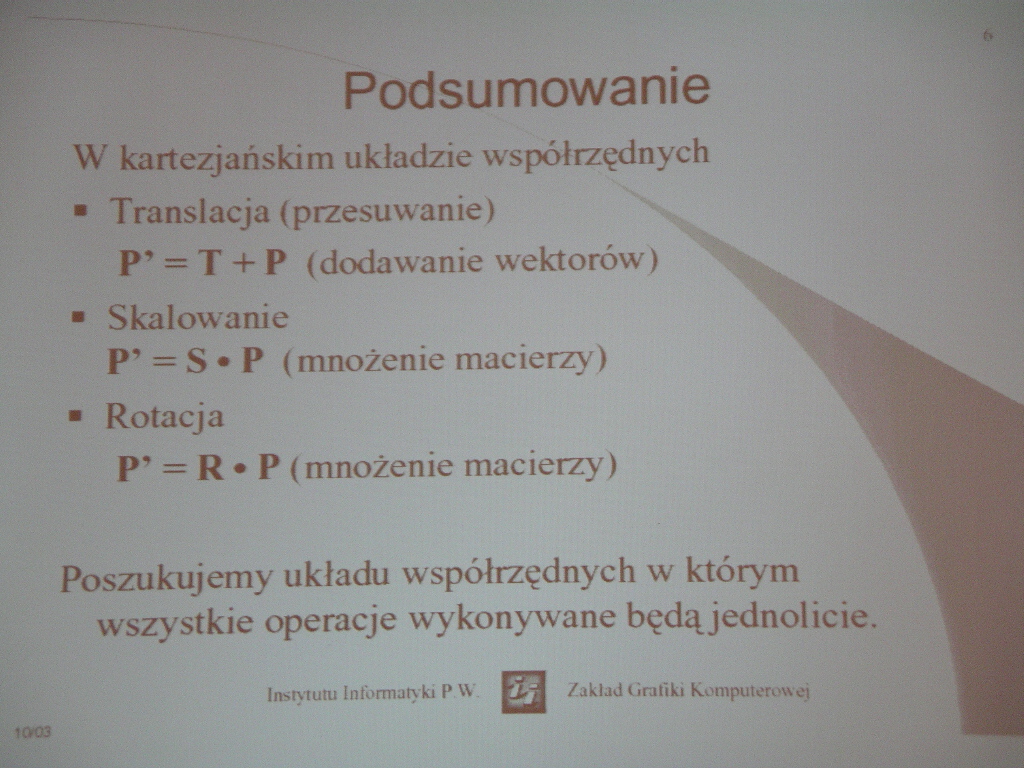 6
Podsumowanie
W kartezjańskim układzie współrzędnych
▪ Translacja (przesuwanie)
P’ = T + P (dodawanie wektorów)
▪ Skalowanie
P’ = S • P (mnożenie macierzy)
▪ Rotacja
P’ = R • P (mnożenie macierzy)
Poszukujemy układu współrzędnych w którym
wszystkie operacje wykonywane będą jednolicie.
Instytutu Informatyki P.W. Zakład Grafiki Komputerowej
10/03